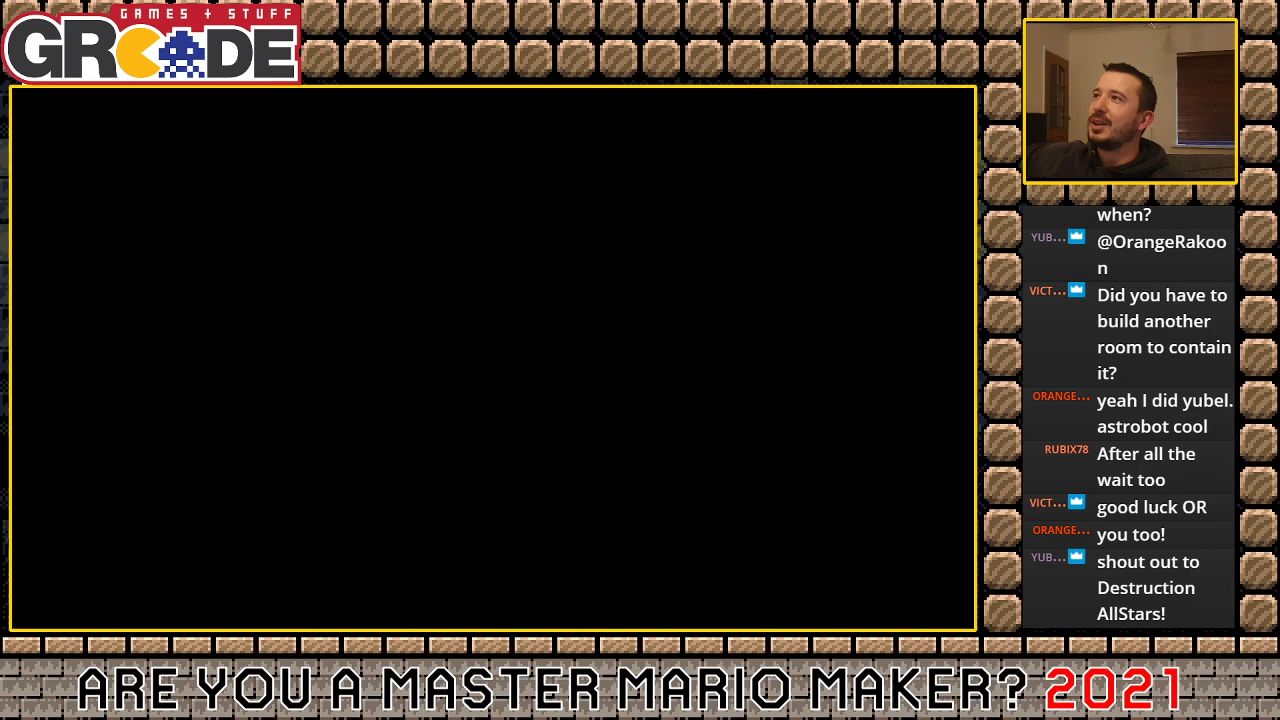 GAMES + STUFF
GRCADE
when?
YUB... @OrangeRakoo
n
VICT... Did you have to
build another
room to contain
it?
ORANGE... yeah I did yubel.
astrobot cool
RUBIX78 After all the
wait too
VICT... good luck OR
ORANGE... you too!
YUB... shout out to
Destruction
AllStars!
ARE YOU A MASTER MARIO MAKER? 2021